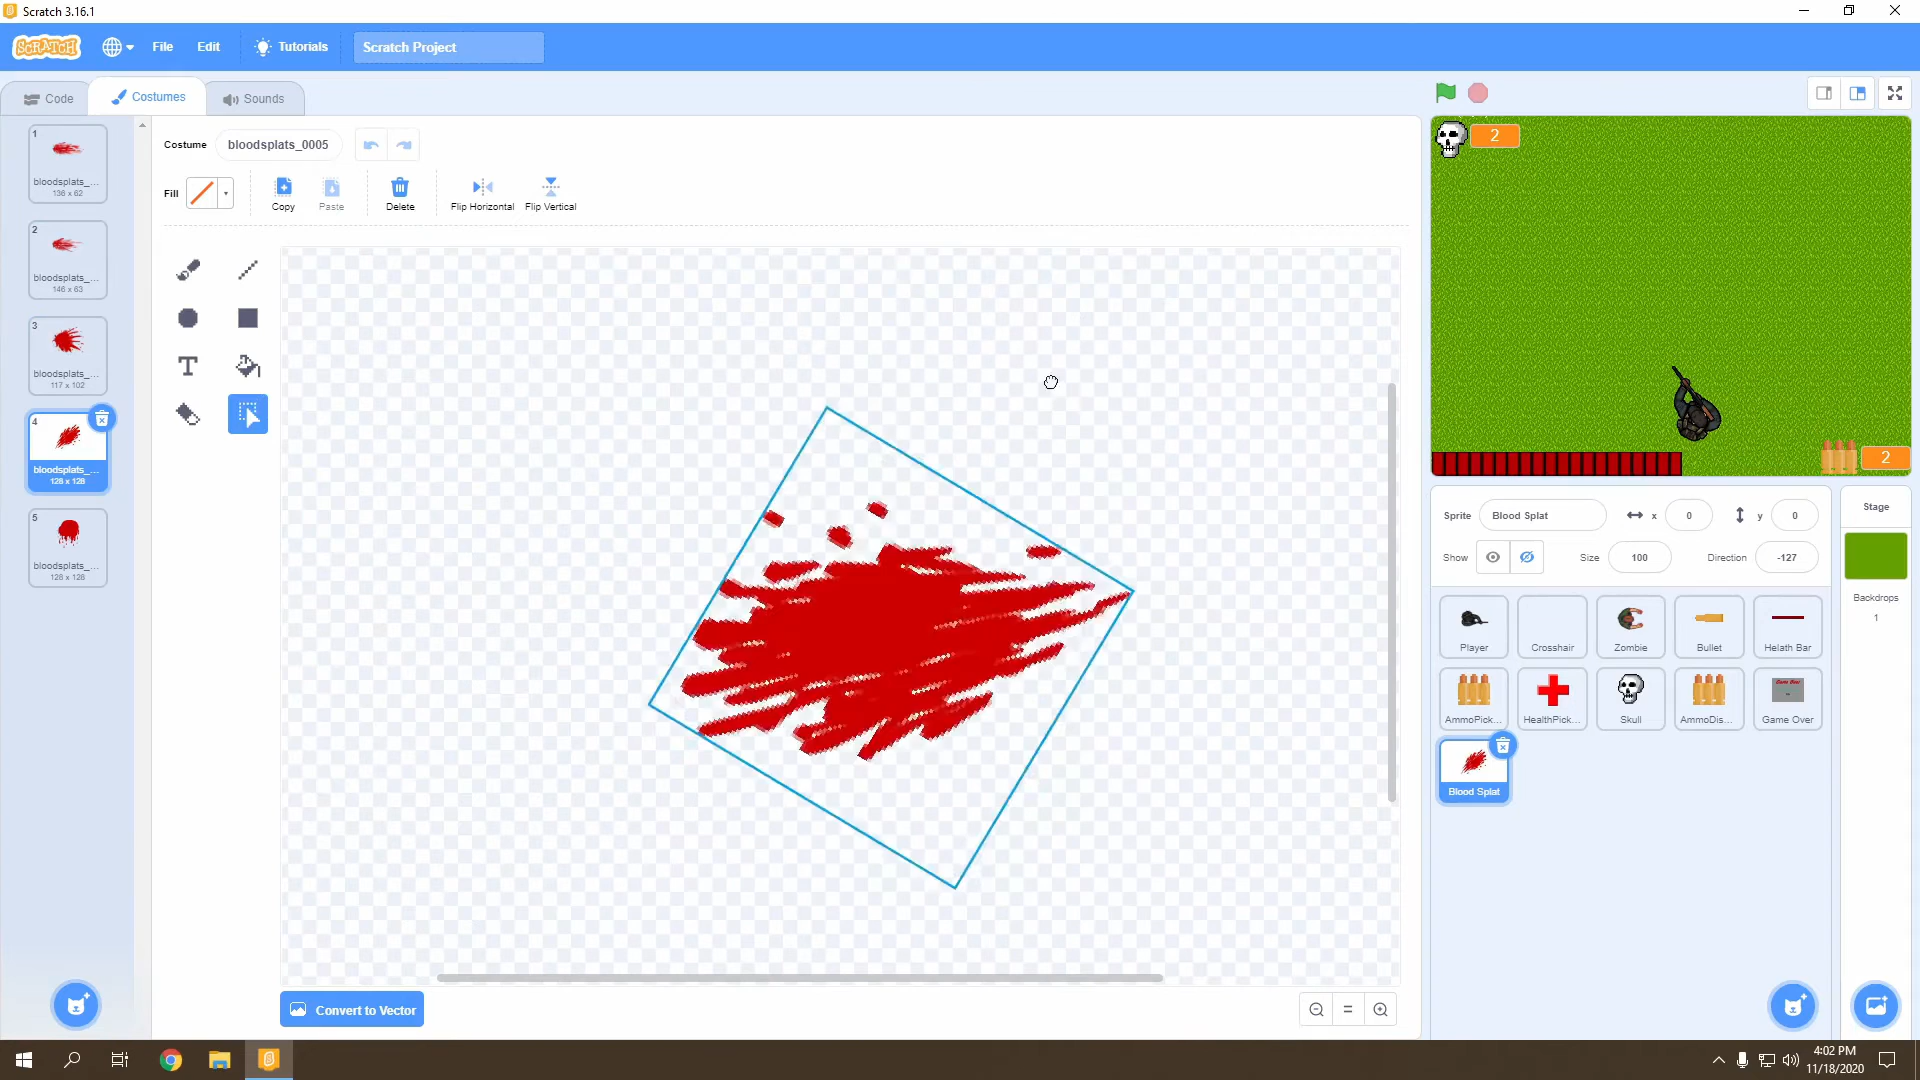 Scratch 3.16.1
SCRATCH
File
Edit
Tutorials
Scratch Project
Code
Costumes
Sounds
1
bloodsplats_...
136 x 62
2
bloodsplats_...
146 x 63
3
bloodsplats_...
117 x 102
4
bloodsplats_...
128 x 128
5
bloodsplats_...
128 x 128
Costume
bloodsplats_0005
Fill
Copy
Paste
Delete
Flip Horizontal
Flip Vertical
T
Convert to Vector
2
2
Sprite
Blood Splat
x
0
y
0
Show
Size
100
Direction
-127
Player
Crosshair
Zombie
Bullet
Helath Bar
AmmoPick...
HealthPick...
Skull
AmmoDis...
Game Over
Blood Splat
Stage
Backdrops
1
4:02 PM
11/18/2020